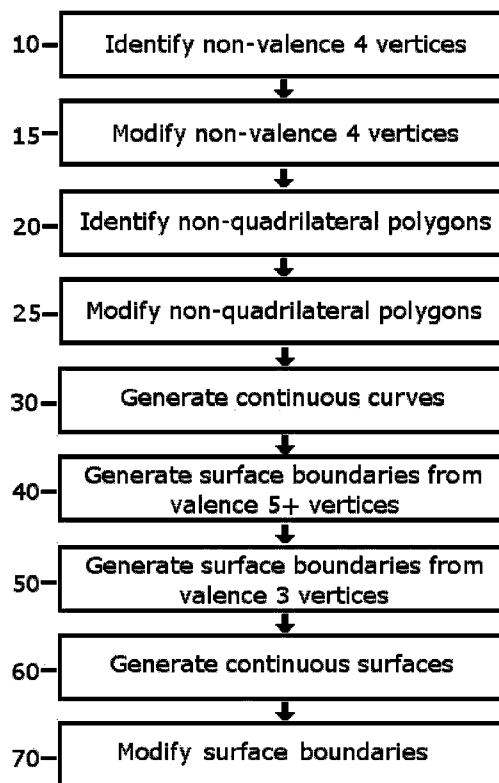 10 Identify non-valence 4 vertices
15 Modify non-valence 4 vertices
20 Identify non-quadrilateral polygons
25 Modify non-quadrilateral polygons
30 Generate continuous curves
40 Generate surface boundaries from
valence 5+ vertices
50 Generate surface boundaries from
valence 3 vertices
60 Generate continuous surfaces
70 Modify surface boundaries